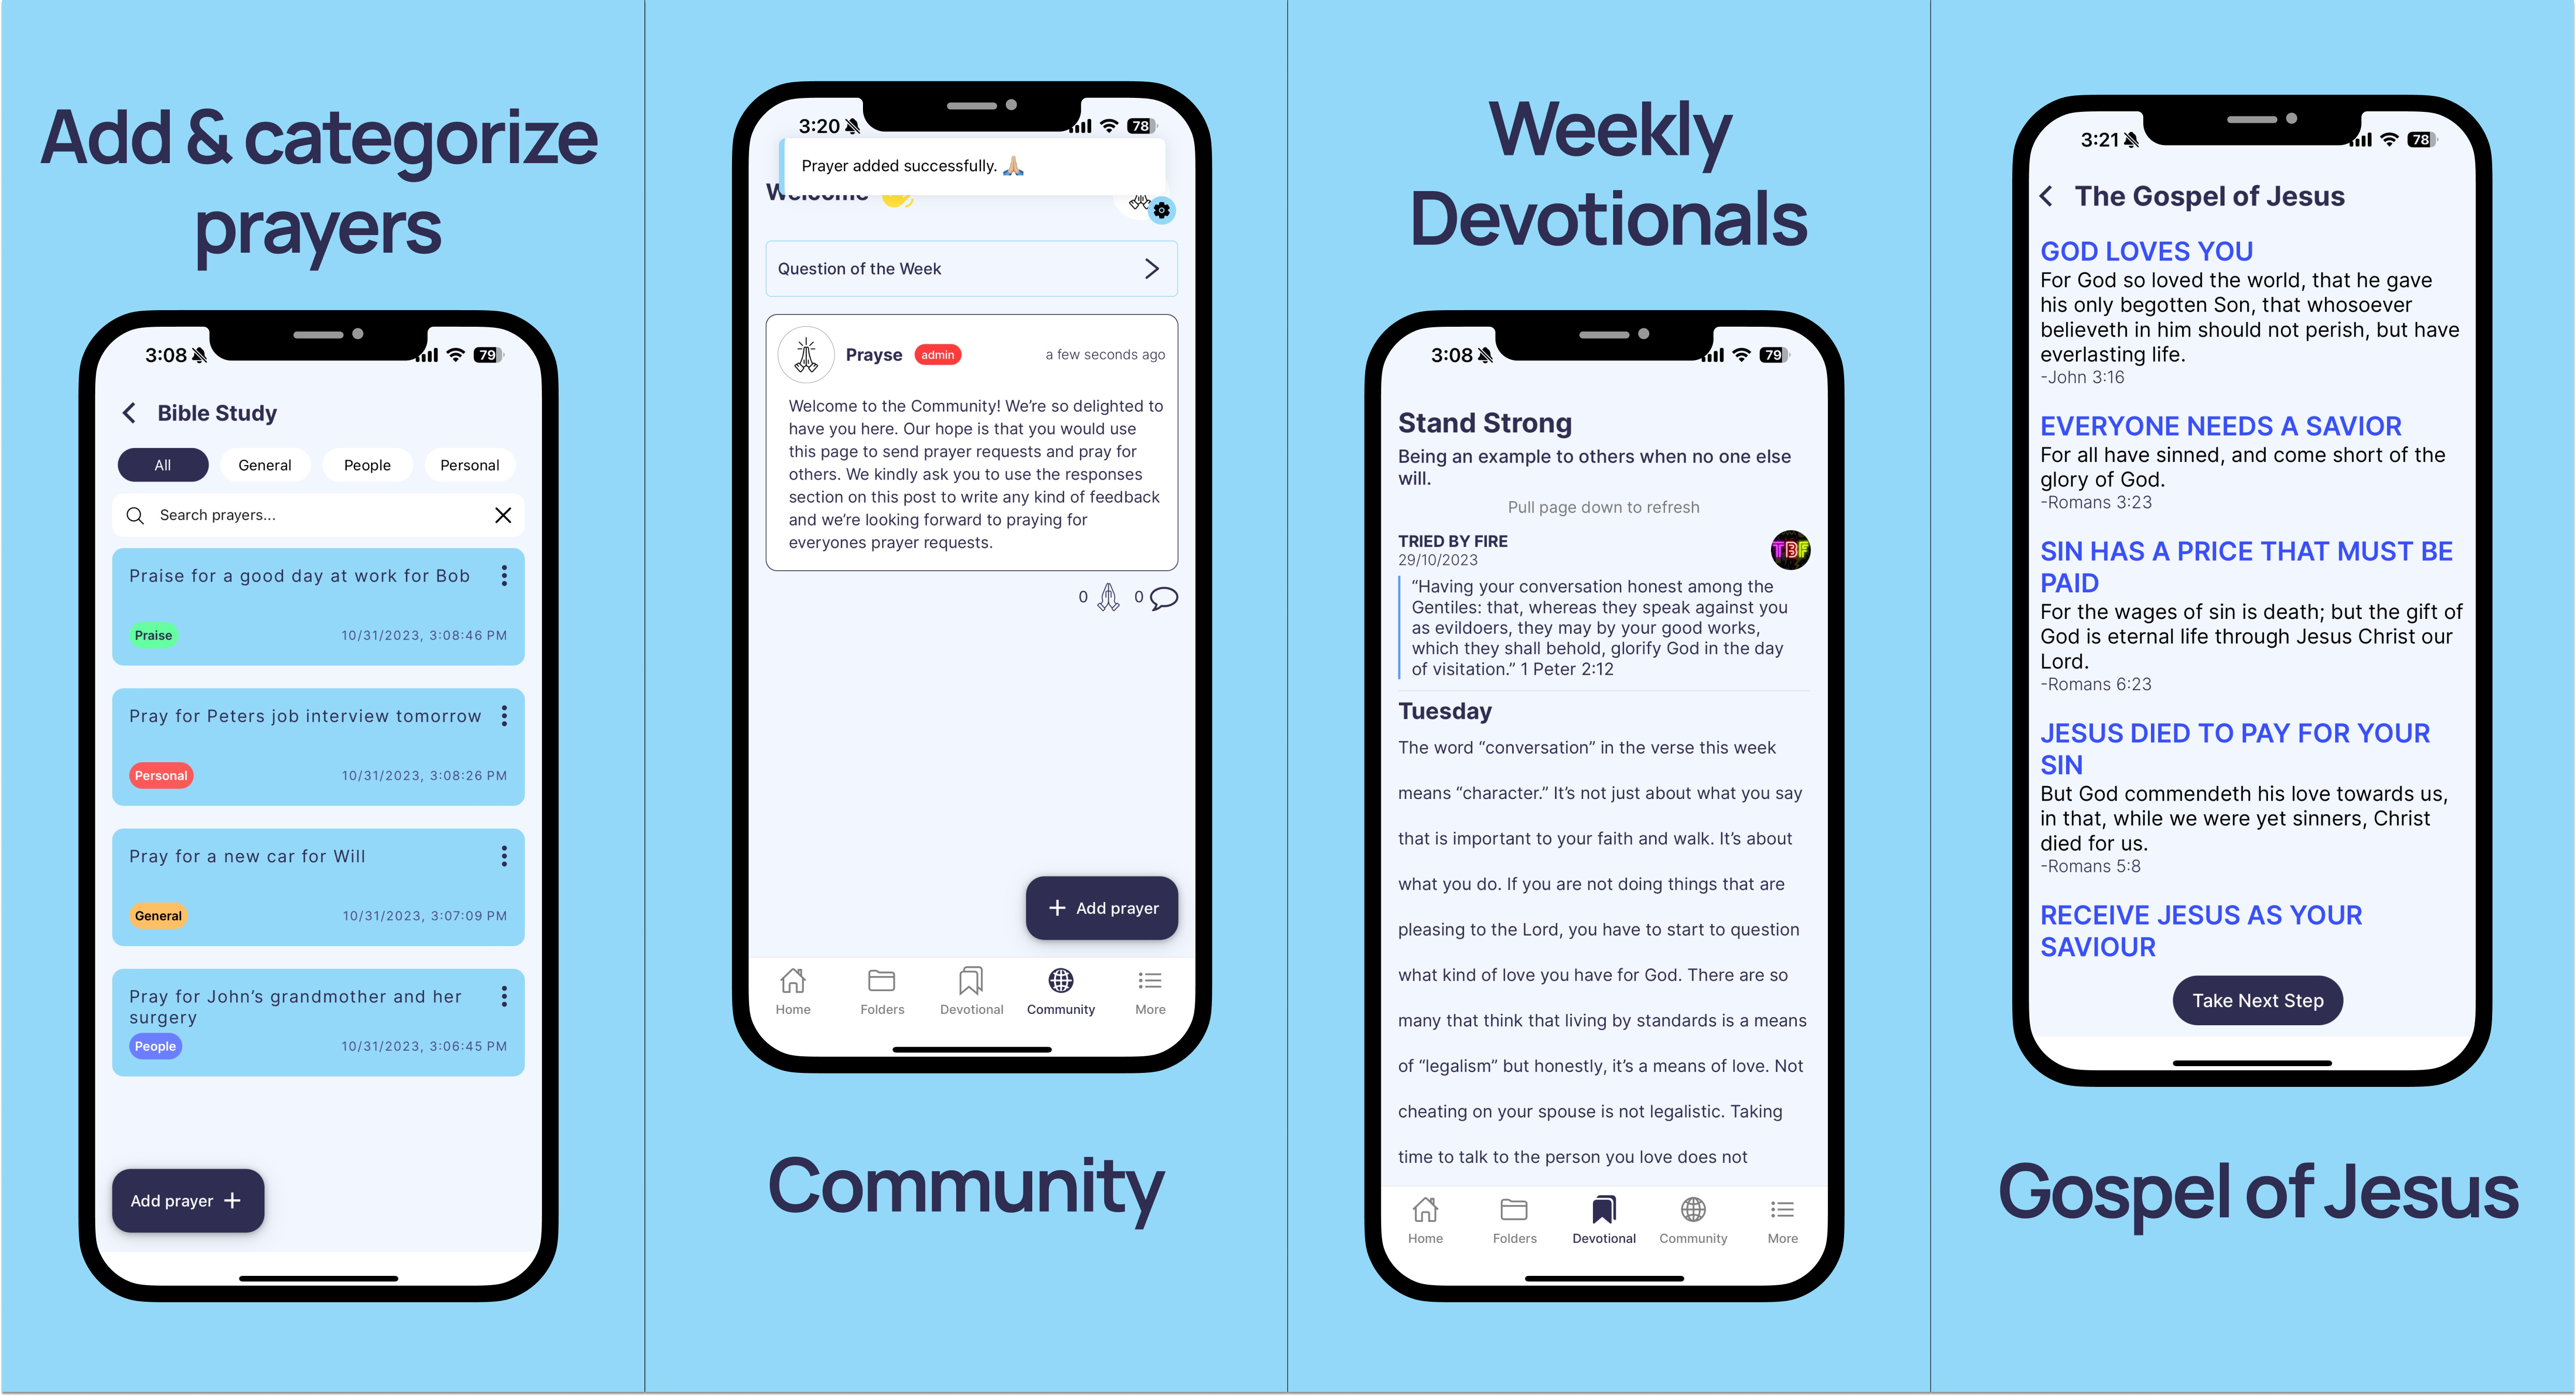 Add & categorize
prayers
3:08
79
Bible Study
All
General
People
Personal
Search prayers...
Praise for a good day at work for Bob
Praise
10/31/2023, 3:08:46 PM
Pray for Peters job interview tomorrow
Personal
10/31/2023, 3:08:26 PM
Pray for a new car for Will
General
10/31/2023, 3:07:09 PM
Pray for John's grandmother and her
surgery
People
10/31/2023, 3:06:45 PM
Add prayer +
3:20
78
Prayer added successfully. 🙏🏼
Welcome
Question of the Week
Prayse
admin
a few seconds ago
Welcome to the Community! We're so delighted to
have you here. Our hope is that you would use
this page to send prayer requests and pray for
others. We kindly ask you to use the responses
section on this post to write any kind of feedback
and we're looking forward to praying for
everyones prayer requests.
0
0
+ Add prayer
Home
Folders
Devotional
Community
More
Community
Weekly
Devotionals
3:08
79
Stand Strong
Being an example to others when no one else
will.
Pull page down to refresh
TRIED BY FIRE
29/10/2023
TBF
“Having your conversation honest among the
Gentiles: that, whereas they speak against you
as evildoers, they may by your good works,
which they shall behold, glorify God in the day
of visitation.” 1 Peter 2:12
Tuesday
The word “conversation” in the verse this week
means “character.” It’s not just about what you say
that is important to your faith and walk. It’s about
what you do. If you are not doing things that are
pleasing to the Lord, you have to start to question
what kind of love you have for God. There are so
many that think that living by standards is a means
of “legalism” but honestly, it’s a means of love. Not
cheating on your spouse is not legalistic. Taking
time to talk to the person you love does not
Home
Folders
Devotional
Community
More
3:21
78
The Gospel of Jesus
GOD LOVES YOU
For God so loved the world, that he gave
his only begotten Son, that whosoever
believeth in him should not perish, but have
everlasting life.
-John 3:16
EVERYONE NEEDS A SAVIOR
For all have sinned, and come short of the
glory of God.
-Romans 3:23
SIN HAS A PRICE THAT MUST BE
PAID
For the wages of sin is death; but the gift of
God is eternal life through Jesus Christ our
Lord.
-Romans 6:23
JESUS DIED TO PAY FOR YOUR
SIN
But God commendeth his love towards us,
in that, while we were yet sinners, Christ
died for us.
-Romans 5:8
RECEIVE JESUS AS YOUR
SAVIOUR
Take Next Step
Gospel of Jesus